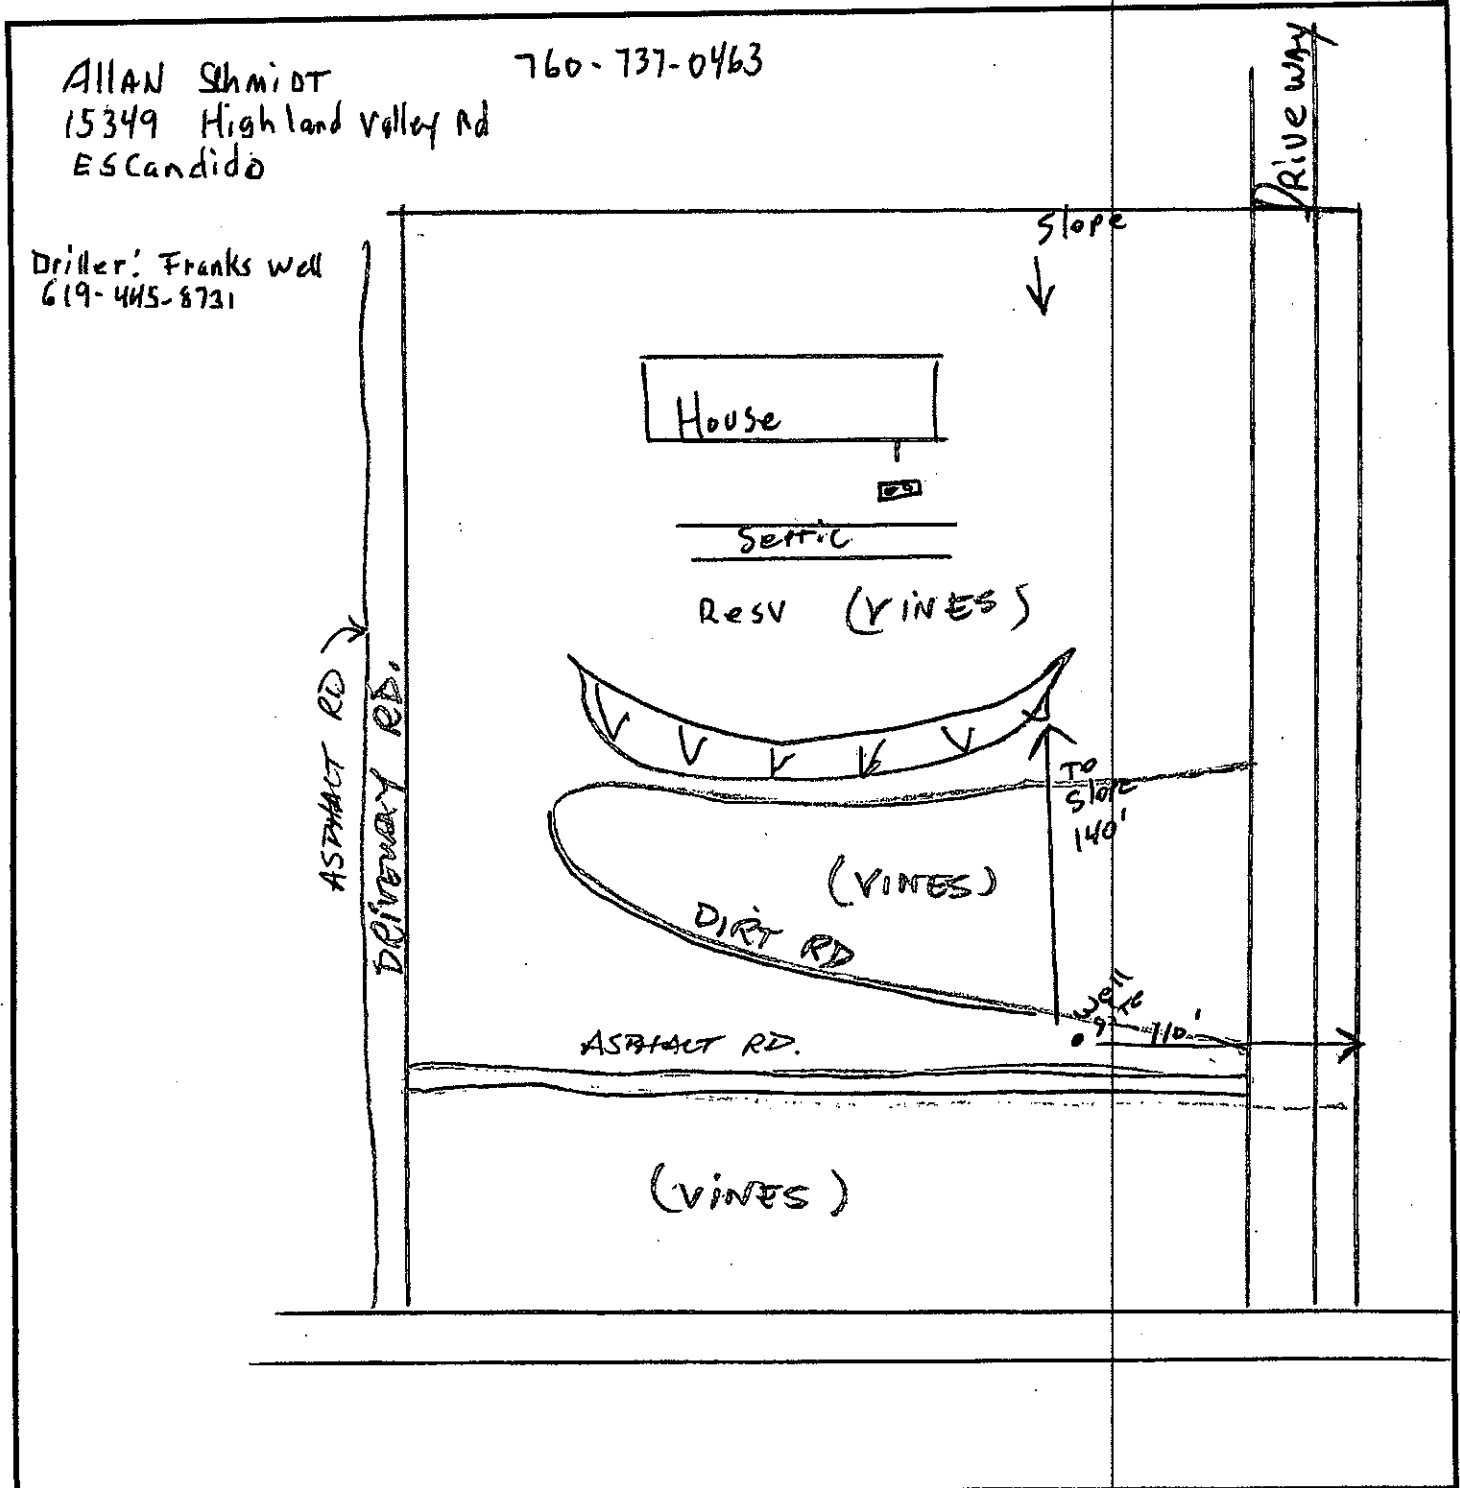 AllAN SchmiDT
760-737-0463
15349 Highland Valley Rd
ESCandido
Driveway
Driller: Franks Well
619-445-8731
Slope
House
Septic
Resv (VINES)
ASPHALT RD
DRIVEWAY RD.
TO
Slope
140'
(VINES)
DIRT RD
Well
110'
ASPHALT RD.
(VINES)